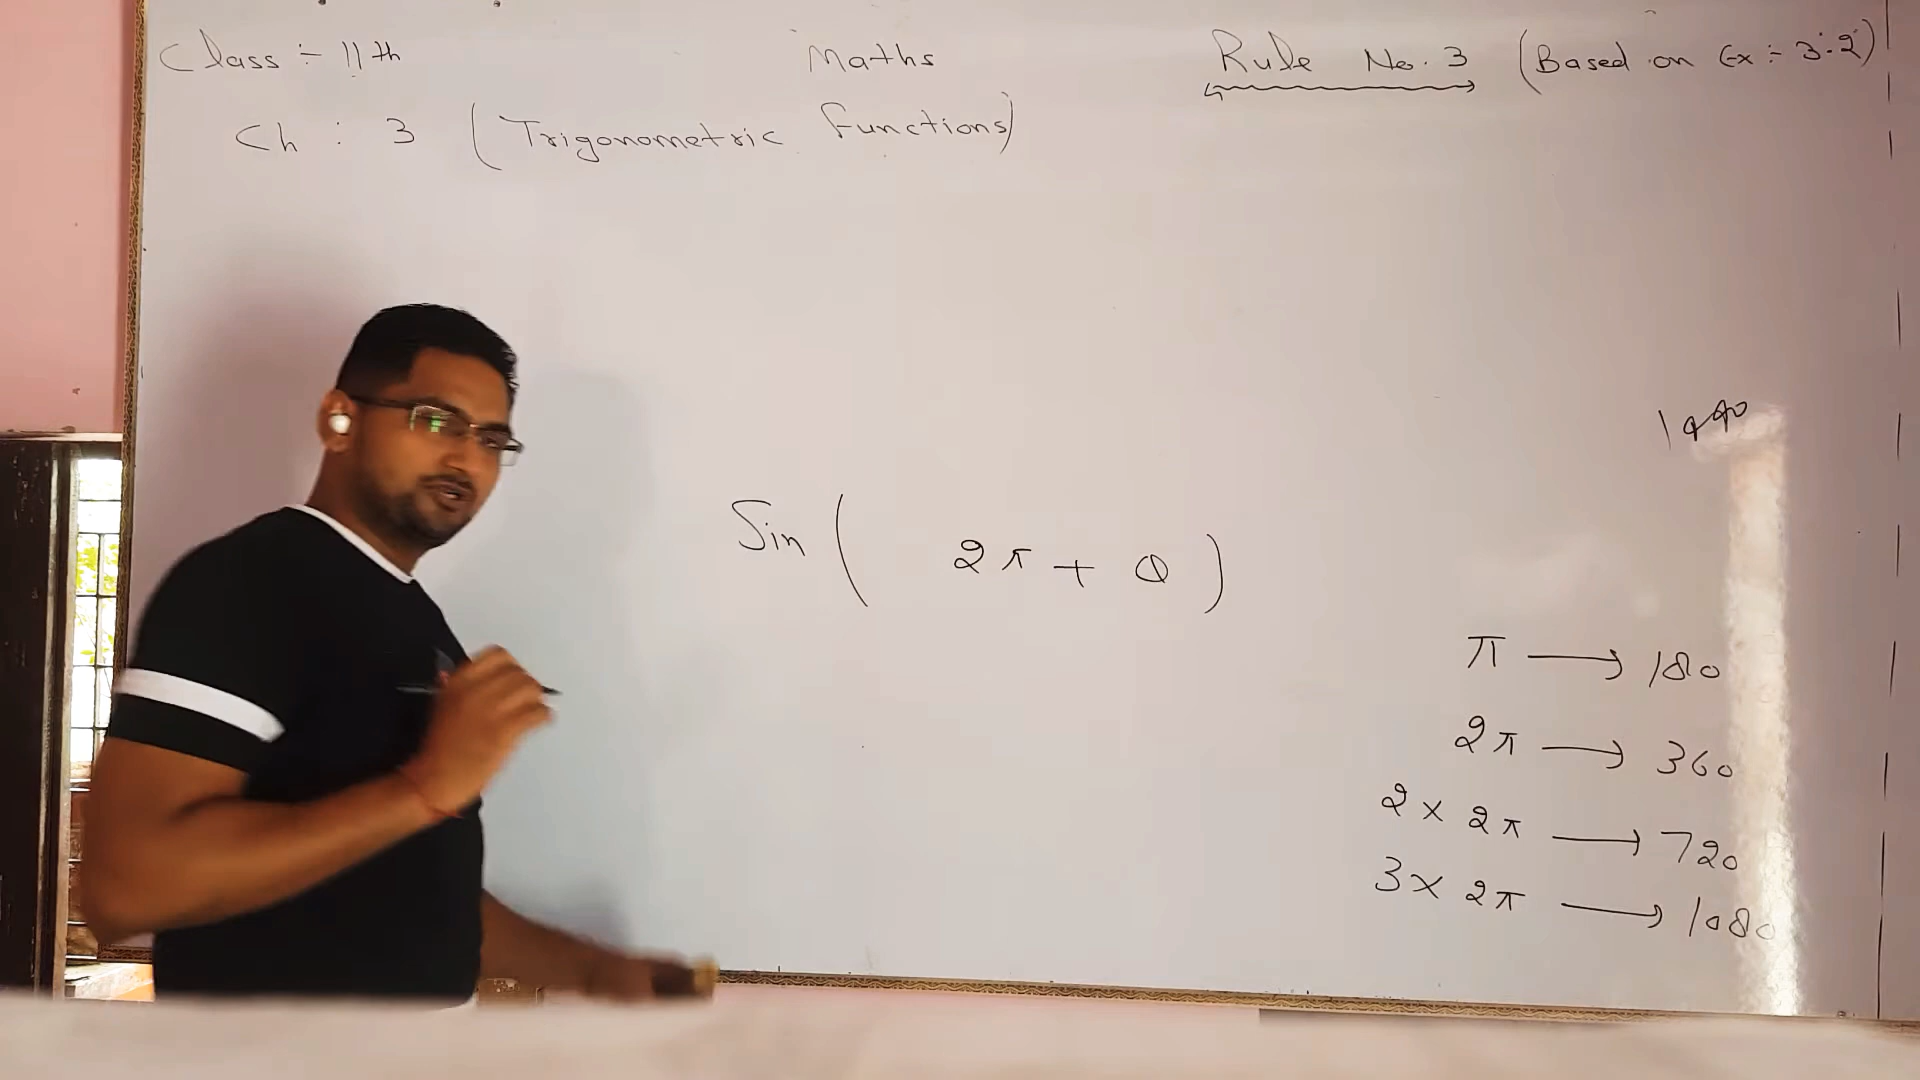 Class :- 11th Maths Rule No. 3 (Based on Ex :- 3.2)
Ch : 3 (Trigonometric Functions)
Sin ( 2π + θ )
π → 180
2π → 360
2 × 2π → 720
3 × 2π → 1080